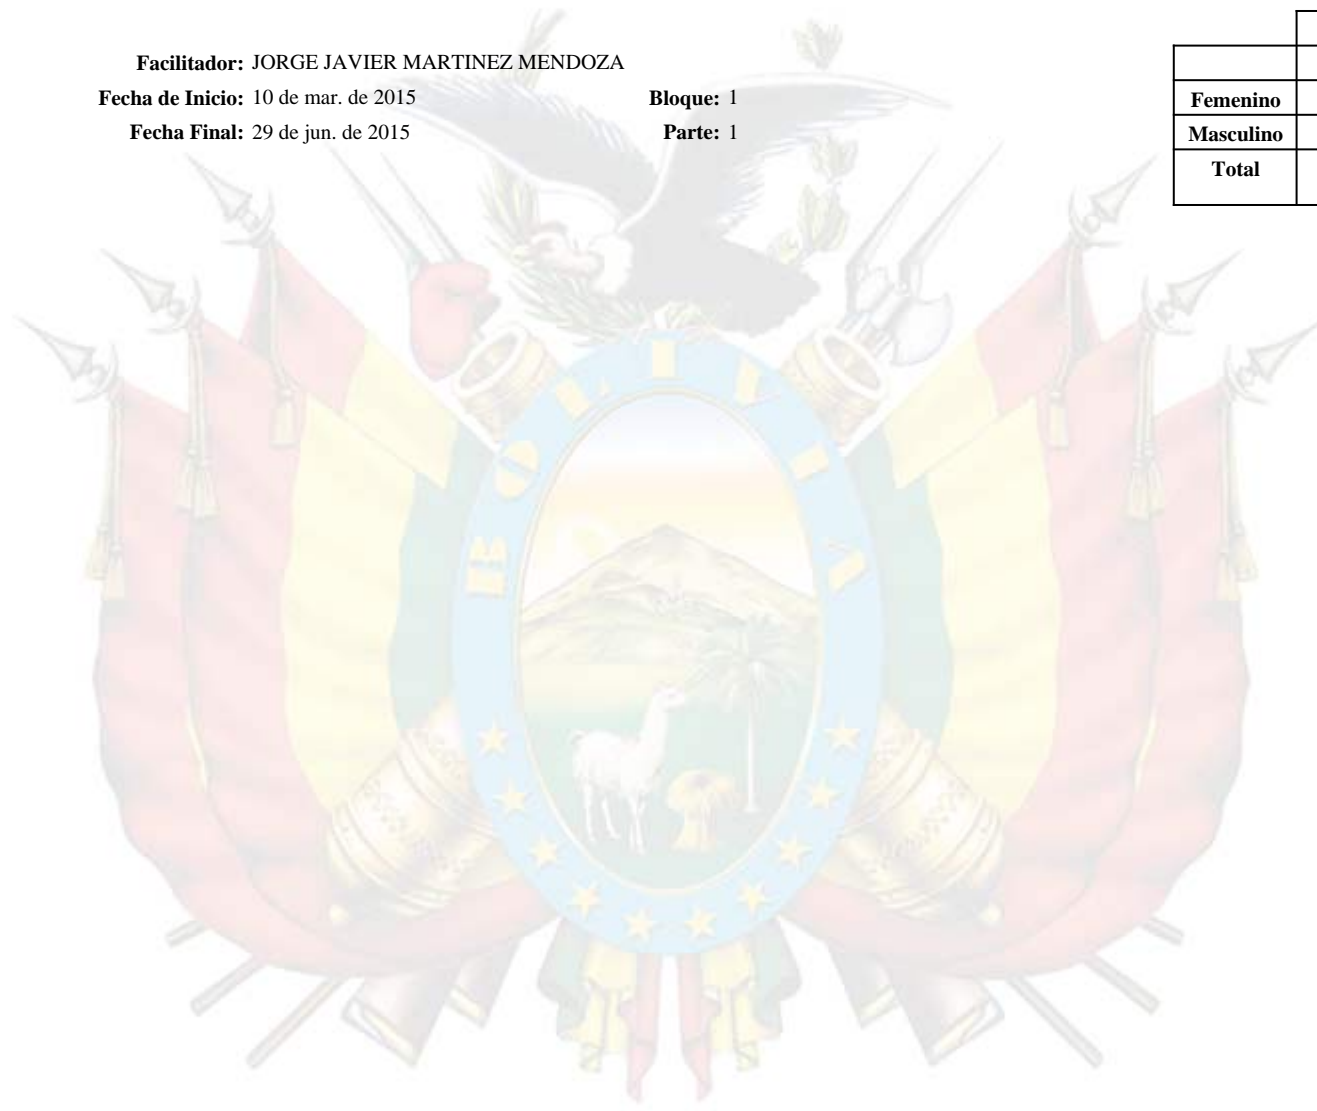 Facilitador: JORGE JAVIER MARTINEZ MENDOZA
Fecha de Inicio: 10 de mar. de 2015 Bloque: 1
Fecha Final: 29 de jun. de 2015 Parte: 1
Femenino
Masculino
Total
BOLIVIA